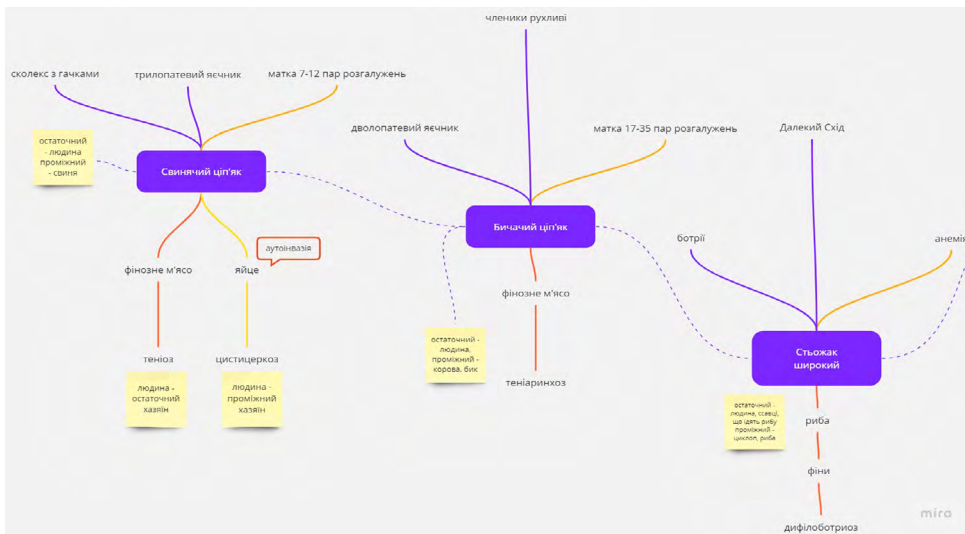 членики рухливі
сколекс з гачками
трилопатевий яєчник
матка 7-12 пар розгалужень
дволопатевий яєчник
матка 17-35 пар розгалужень
Далекий Схід
остаточний
- людина
проміжний
- свиня
Свинячий ціп'як
Бичачий ціп'як
ботрії
анемія
аутоінвазія
фінозне м'ясо
яйце
фінозне м'ясо
остаточний -
людина,
проміжний -
корова, бик
Стьожак
широкий
теніоз
цистицеркоз
теніаринхоз
людина -
остаточний
хазяїн
людина -
проміжний
хазяїн
остаточний -
людина, ссавці,
що їдять рибу
проміжний -
циклоп, риба
риба
фіни
дифілоботриоз
miro